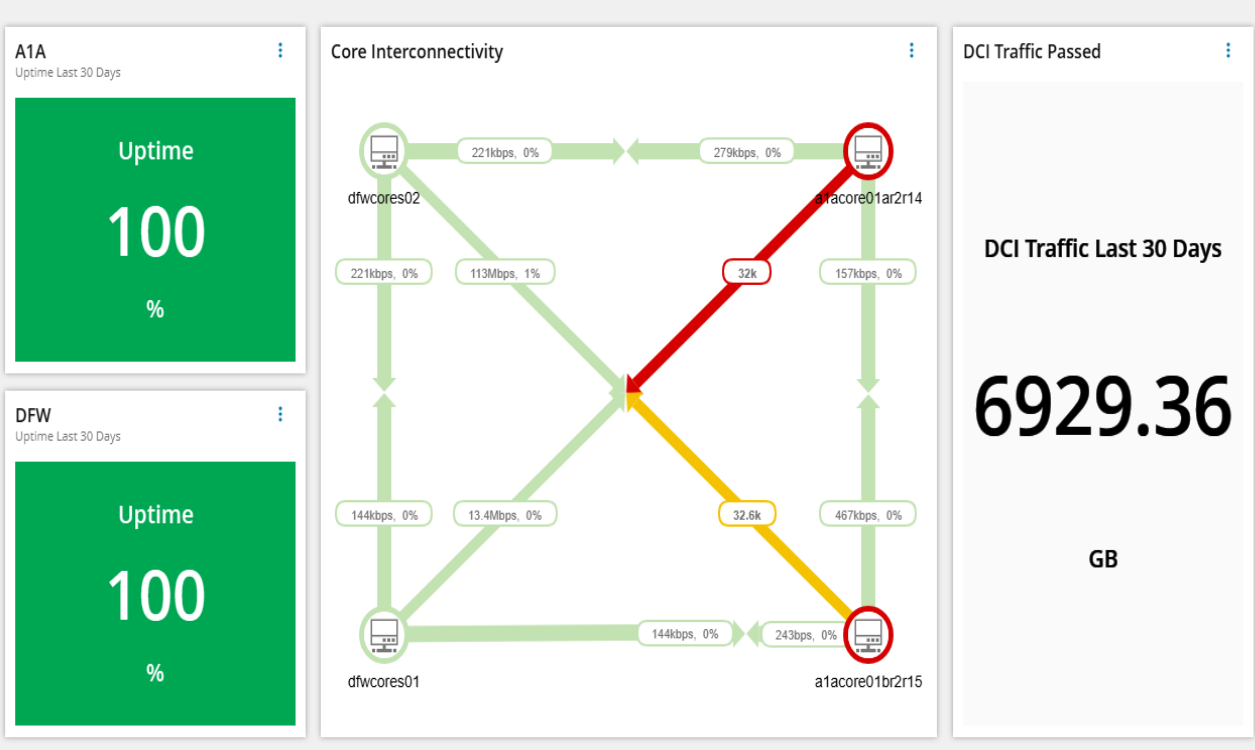 A1A
Uptime Last 30 Days
Uptime
100
%
DFW
Uptime Last 30 Days
Uptime
100
%
Core Interconnectivity
221kbps, 0%
279kbps, 0%
dfwcores02
a1acore01ar2r14
221kbps, 0%
113Mbps, 1%
32k
157kbps, 0%
144kbps, 0%
13.4Mbps, 0%
32.6k
467kbps, 0%
144kbps, 0%
243bps, 0%
dfwcores01
a1acore01br2r15
DCI Traffic Passed
DCI Traffic Last 30 Days
6929.36
GB